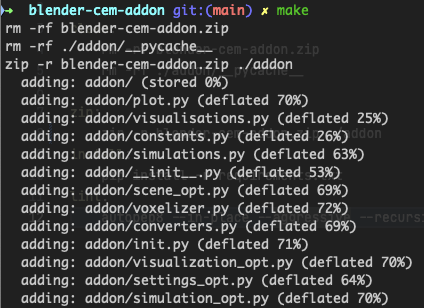 → blender-cem-addon git:(main) ✗ make
rm -rf blender-cem-addon.zip
rm -rf ./addon/__pycache__
zip -r blender-cem-addon.zip ./addon
adding: addon/ (stored 0%)
adding: addon/plot.py (deflated 70%)
adding: addon/visualisations.py (deflated 25%)
adding: addon/constants.py (deflated 26%)
adding: addon/simulations.py (deflated 63%)
adding: addon/__init__.py (deflated 53%)
adding: addon/scene_opt.py (deflated 69%)
adding: addon/voxelizer.py (deflated 72%)
adding: addon/converters.py (deflated 69%)
adding: addon/init.py (deflated 71%)
adding: addon/visualization_opt.py (deflated 70%)
adding: addon/settings_opt.py (deflated 64%)
adding: addon/simulation_opt.py (deflated 70%)